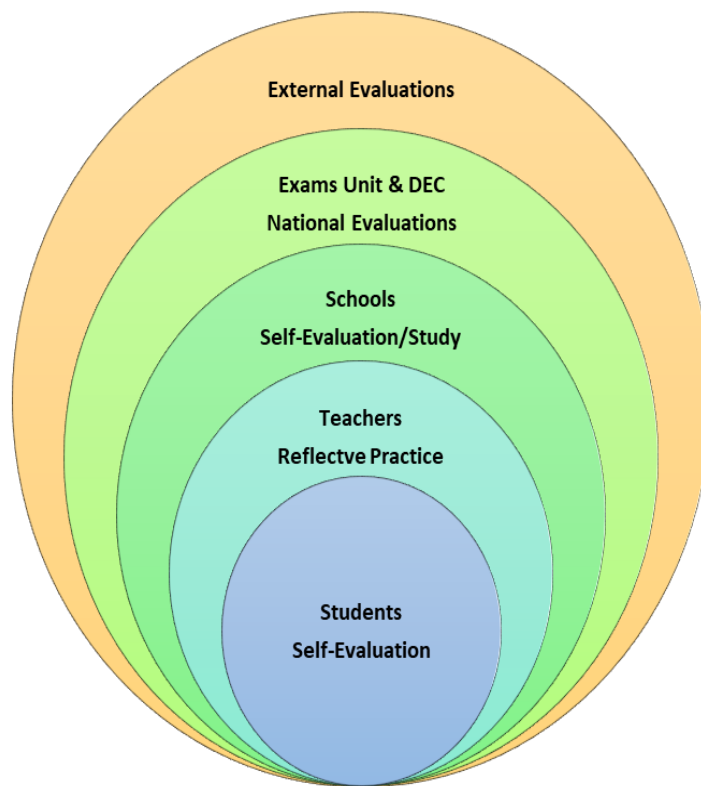 External Evaluations
Exams Unit & DEC
National Evaluations
Schools
Self-Evaluation/Study
Teachers
Reflectve Practice
Students
Self-Evaluation